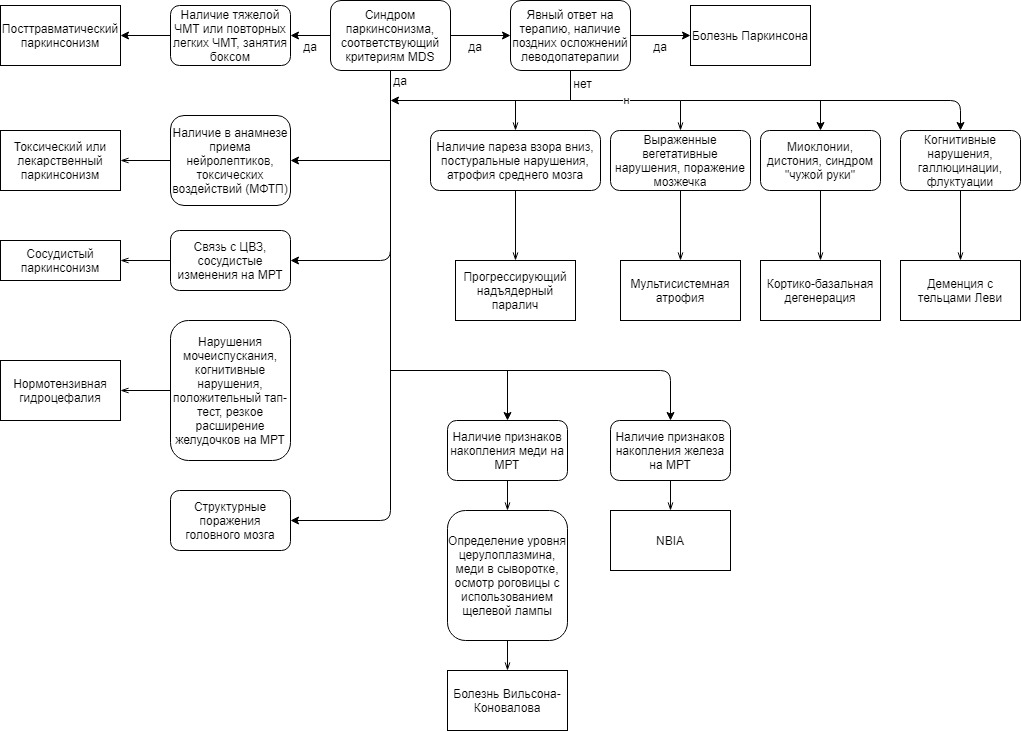 Посттравматический
паркинсонизм
Наличие тяжелой
ЧМТ или повторных
легких ЧМТ, занятия
боксом
да
Синдром
паркинсонизма,
соответствующий
критериям MDS
да
Явный ответ на
терапию, наличие
поздних осложнений
леводопатерапии
да
Болезнь Паркинсона
да
нет
н
Токсический или
лекарственный
паркинсонизм
Наличие в анамнезе
приема
нейролептиков,
токсических
воздействий (МФТП)
Наличие пареза взора вниз,
постуральные нарушения,
атрофия среднего мозга
Выраженные
вегетативные
нарушения, поражение
мозжечка
Миоклонии,
дистония, синдром
"чужой руки"
Когнитивные
нарушения,
галлюцинации,
флуктуации
Сосудистый
паркинсонизм
Связь с ЦВЗ,
сосудистые
изменения на МРТ
Прогрессирующий
надъядерный
паралич
Мультисистемная
атрофия
Кортико-базальная
дегенерация
Деменция с
тельцами Леви
Нормотензивная
гидроцефалия
Нарушения
мочеиспускания,
когнитивные
нарушения,
положительный тап-
тест, резкое
расширение
желудочков на МРТ
Наличие признаков
накопления меди на
МРТ
Наличие признаков
накопления железа
на МРТ
Структурные
поражения
головного мозга
Определение уровня
церулоплазмина,
меди в сыворотке,
осмотр роговицы с
использованием
щелевой лампы
NBIA
Болезнь Вильсона-
Коновалова